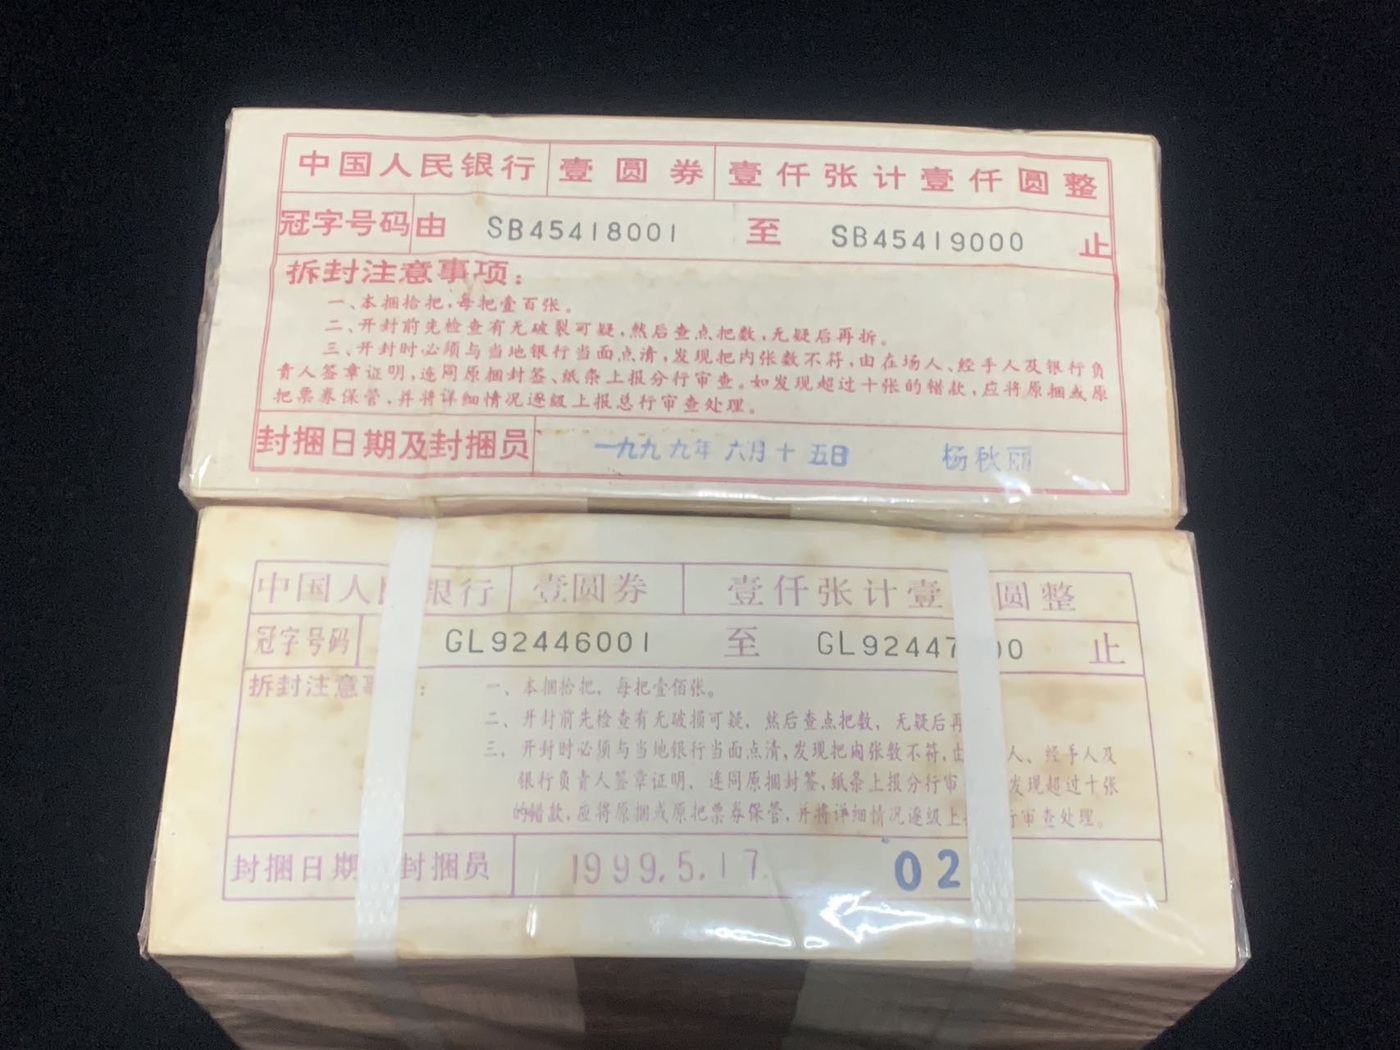 中国人民银行 壹圆券 壹仟张计壹仟圆整
冠字号码 由 SB45418001 至 SB45419000 止
拆封注意事项：
一、本捆拾把，每把壹百张。
二、开封前先检查有无破裂可疑，然后查点把数，无疑后再拆。
三、开封时必须与当地银行当面点清，发现把内张数不符，由在场人、经手人及银行负
责人签章证明，连同原捆封签、纸条上报分行审查。如发现超过十张的错款，应将原捆或原
把票券保管，并将详细情况逐级上报总行审查处理。
封捆日期及封捆员 一九九九年六月十五日 杨秋丽
中国人 银行 壹圆券 壹仟张计壹 圆整
冠字号码 GL92446001 至 GL92447 00 止
拆封注意 ： 一、本捆拾把，每把壹佰张。
二、开封前先检查有无破损可疑，然后查点把数，无疑后再
三、开封时必须与当地银行当面点清，发现把内张数不符，由 人、经手人及
银行负责人签章证明，连同原捆封签、纸条上报分行审 发现超过十张
的错款，应将原捆或原把票券保管，并将详细情况逐级上 行审查处理。
封捆日期 封捆员 1999.5.17. 02